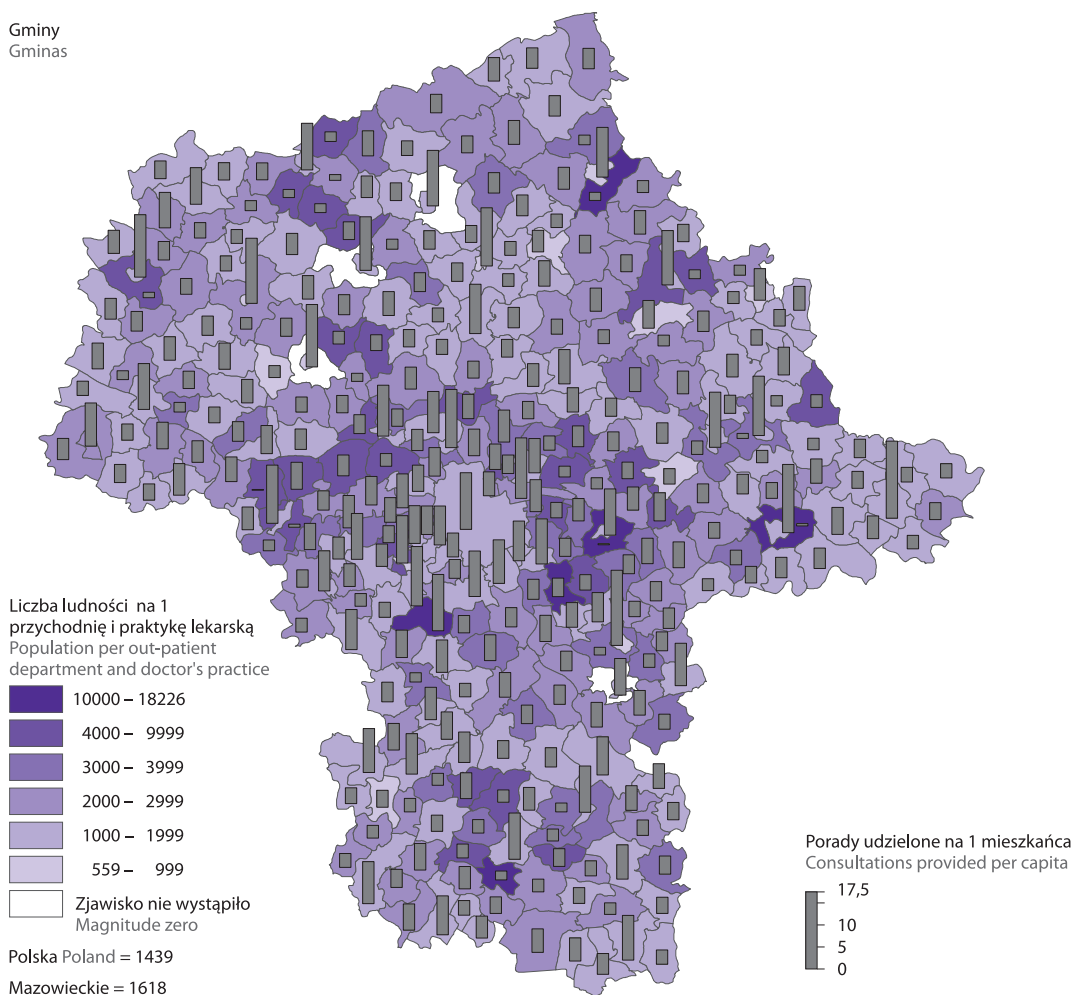 Gminy
Gminas
Liczba ludności na 1
przychodnię i praktykę lekarską
Population per out-patient
department and doctor's practice
10000 – 18226
4000 – 9999
3000 – 3999
2000 – 2999
1000 – 1999
559 – 999
Zjawisko nie wystąpiło
Magnitude zero
Polska Poland = 1439
Mazowieckie = 1618
Porady udzielone na 1 mieszkańca
Consultations provided per capita
17,5
10
5
0